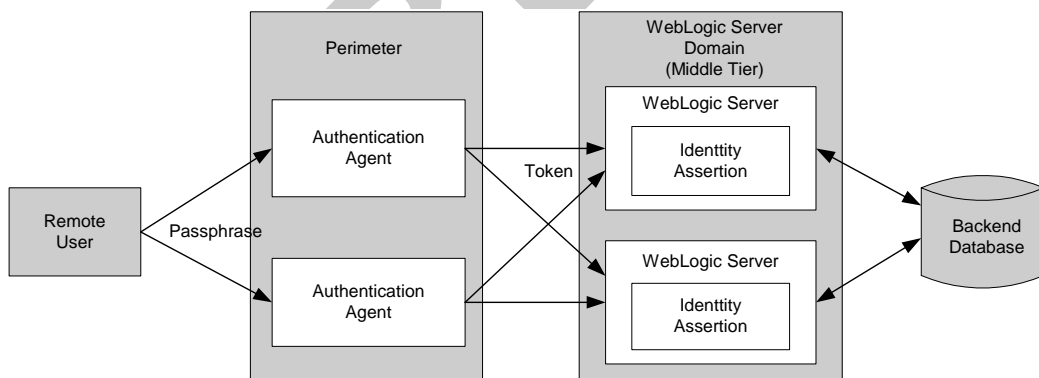 Perimeter
WebLogic Server
Domain
(Middle Tier)
WebLogic Server
Authentication
Agent
Identtity
Assertion
Token
Remote
User
Passphrase
Backend
Database
WebLogic Server
Authentication
Agent
Identtity
Assertion